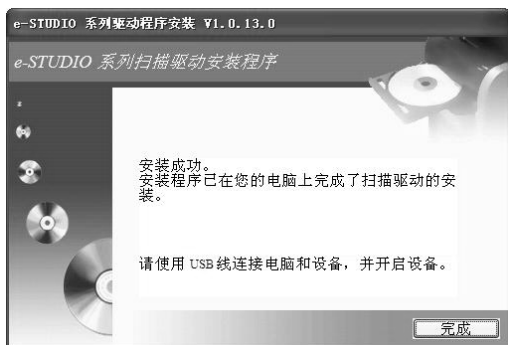 e-STUDIO 系列驱动程序安装 V1.0.13.0
e-STUDIO 系列扫描驱动安装程序
安装成功。
安装程序已在您的电脑上完成了扫描驱动的安
装。
请使用 USB 线连接电脑和设备，并开启设备。
完成